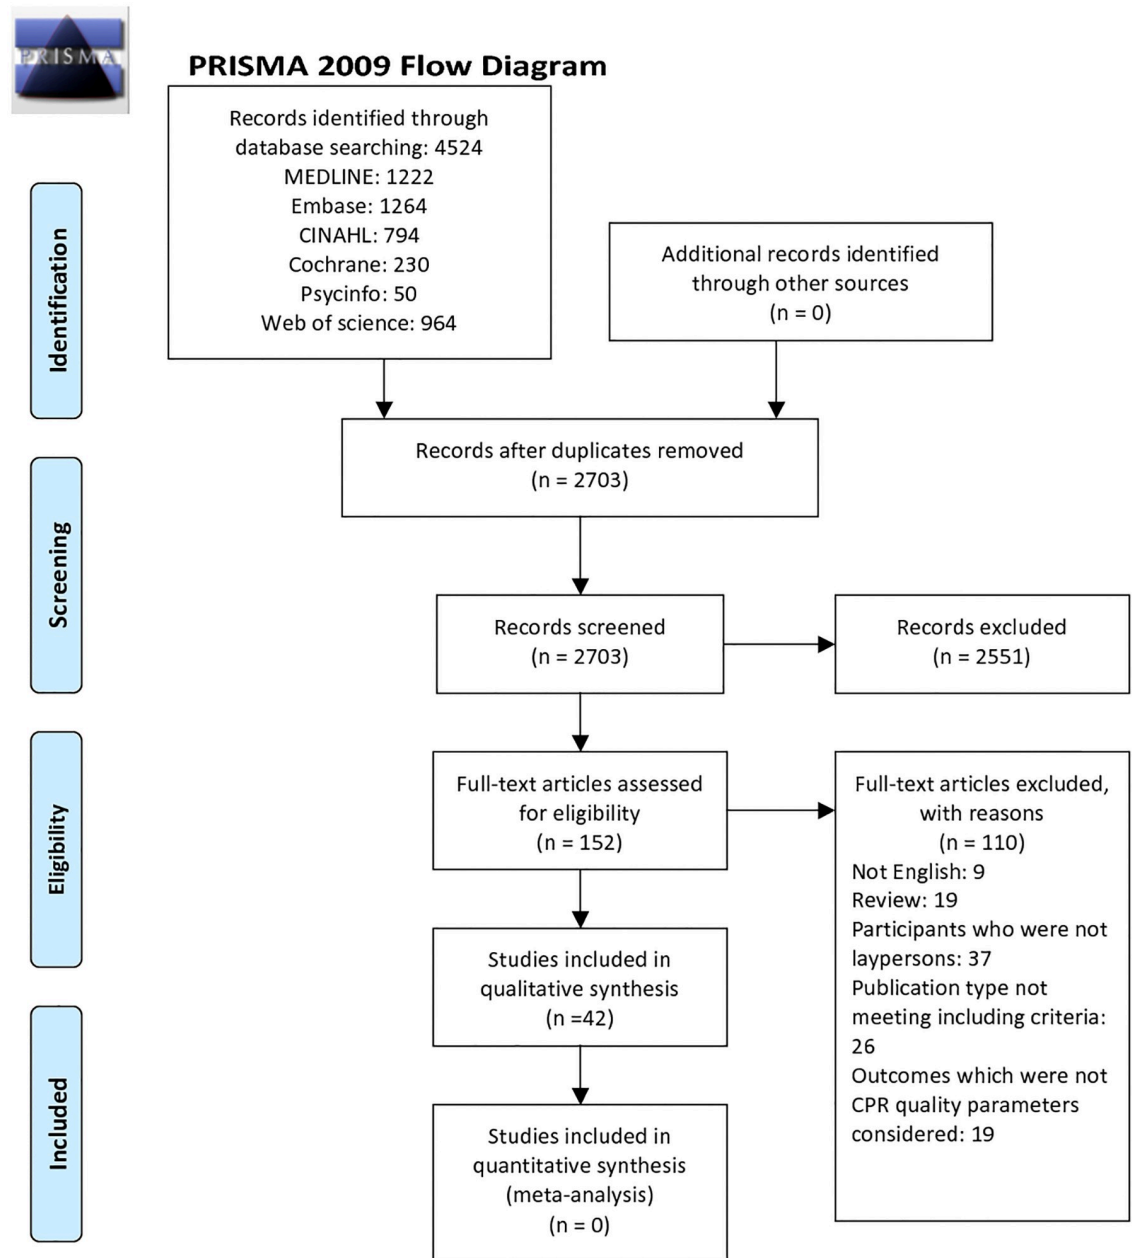 PRISMA
PRISMA 2009 Flow Diagram
Identification
Records identified through
database searching: 4524
MEDLINE: 1222
Embase: 1264
CINAHL: 794
Cochrane: 230
Psycinfo: 50
Web of science: 964
Additional records identified
through other sources
(n = 0)
Records after duplicates removed
(n = 2703)
Screening
Records screened
(n = 2703)
Records excluded
(n = 2551)
Eligibility
Full-text articles assessed
for eligibility
(n = 152)
Full-text articles excluded,
with reasons
(n = 110)
Not English: 9
Review: 19
Participants who were not
laypersons: 37
Publication type not
meeting including criteria:
26
Outcomes which were not
CPR quality parameters
considered: 19
Studies included in
qualitative synthesis
(n =42)
Included
Studies included in
quantitative synthesis
(meta-analysis)
(n = 0)